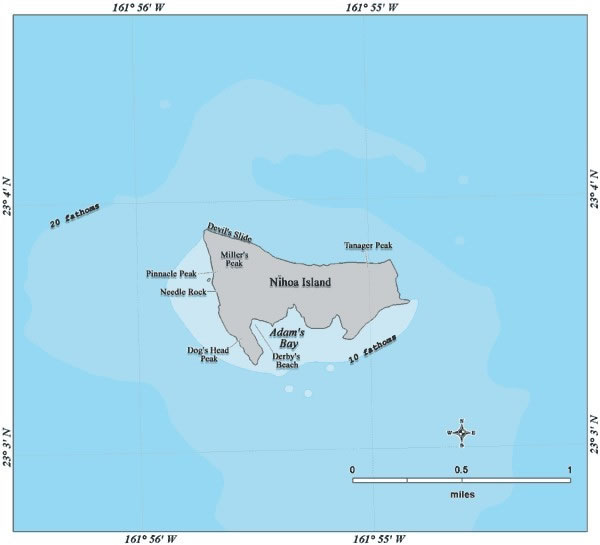 161° 56' W
161° 55' W
23° 4' N
23° 4' N
20 fathoms
Devil's Slide
Tanager Peak
Miller's
Peak
Pinnacle Peak
Nihoa Island
Needle Rock
Adam's
Bay
10 fathoms
Dog's Head
Peak
Derby's
Beach
N
W
E
S
23° 3' N
23° 3' N
0
0.5
1
miles
161° 56' W
161° 55' W